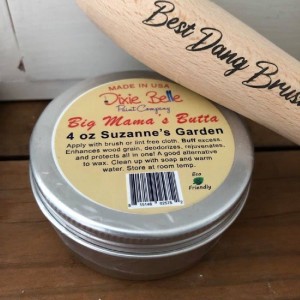 Best Dang Brush
MADE IN USA
Dixie Belle
Paint Company
Big Mama's Butta
4 oz Suzanne's Garden
Apply with brush or lint free cloth. Buff excess.
Enhances wood grain, deodorizes, rejuvenates,
and protects all in one! A good alternative
to wax. Clean up with soap and warm
water. Store at room temp.
Eco
Friendly